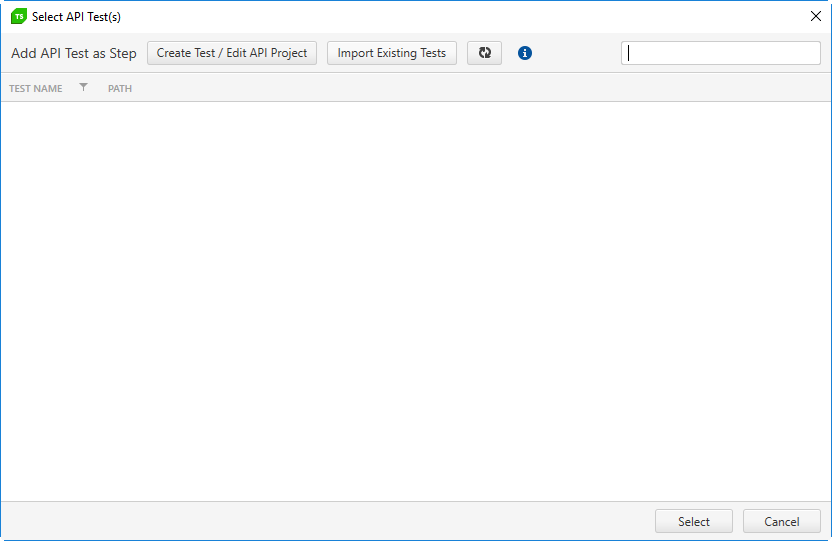 TS Select API Test(s)
Add API Test as Step Create Test / Edit API Project Import Existing Tests i
TEST NAME PATH
Select Cancel